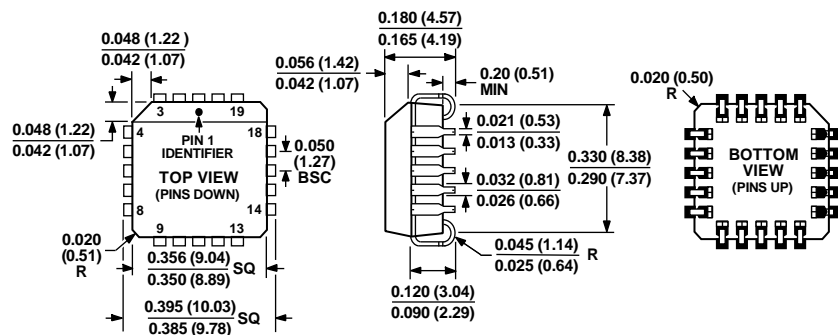 0.048 (1.22)
0.042 (1.07)
0.048 (1.22)
0.042 (1.07)
3
19
4
18
PIN 1
IDENTIFIER
TOP VIEW
(PINS DOWN)
8
14
9
13
0.050
(1.27)
BSC
0.020
(0.51)
R
0.356 (9.04)
0.350 (8.89)
SQ
0.395 (10.03)
0.385 (9.78)
SQ
0.180 (4.57)
0.165 (4.19)
0.056 (1.42)
0.042 (1.07)
0.20 (0.51)
MIN
0.021 (0.53)
0.013 (0.33)
0.032 (0.81)
0.026 (0.66)
0.330 (8.38)
0.290 (7.37)
0.045 (1.14)
0.025 (0.64)
R
0.120 (3.04)
0.090 (2.29)
0.020 (0.50)
R
BOTTOM
VIEW
(PINS UP)